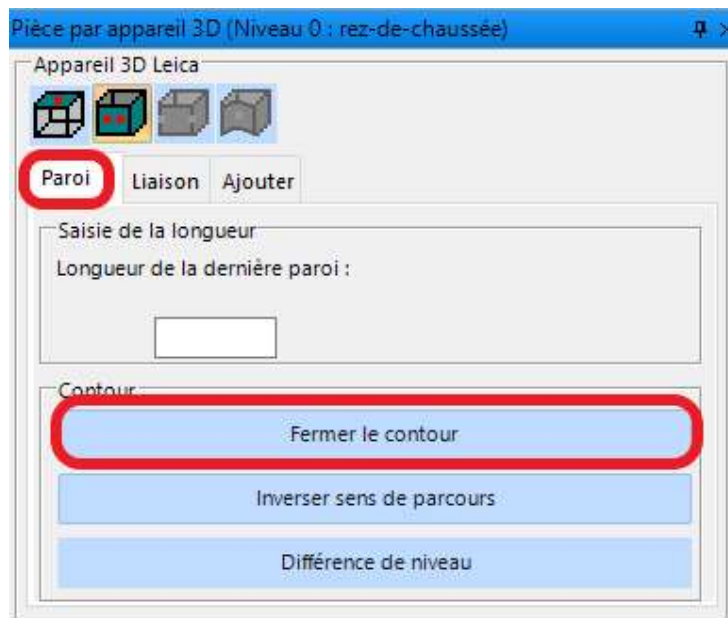 Pièce par appareil 3D (Niveau 0 : rez-de-chaussée)
Appareil 3D Leica
Paroi Liaison Ajouter
Saisie de la longueur
Longueur de la dernière paroi :
Contour
Fermer le contour
Inverser sens de parcours
Différence de niveau